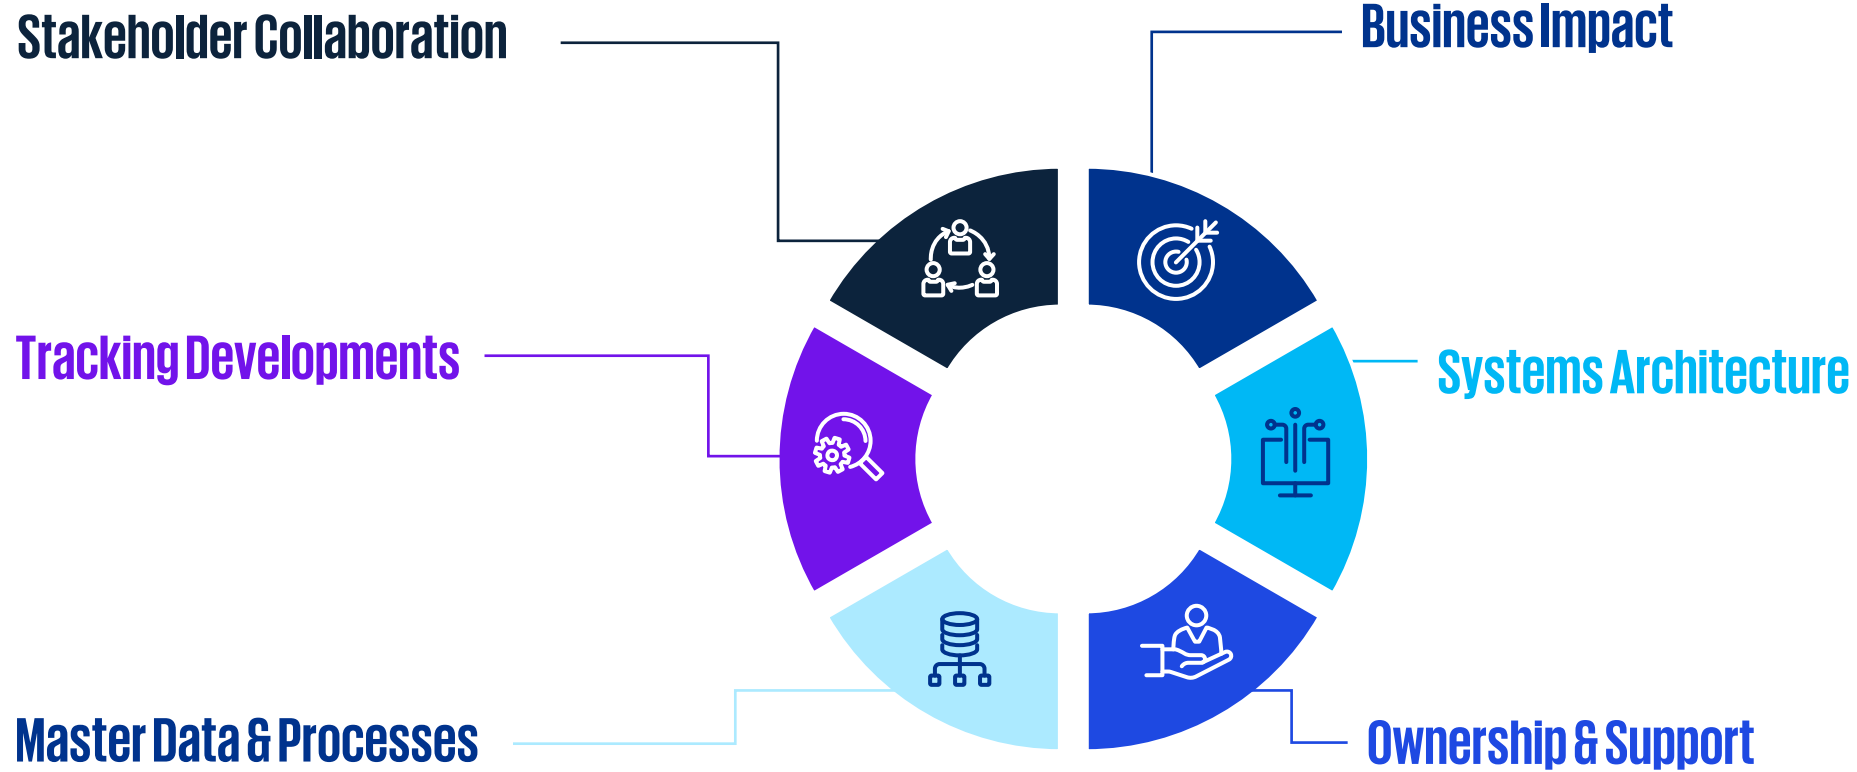 Stakeholder Collaboration
Business Impact
Tracking Developments
Systems Architecture
Master Data & Processes
Ownership & Support